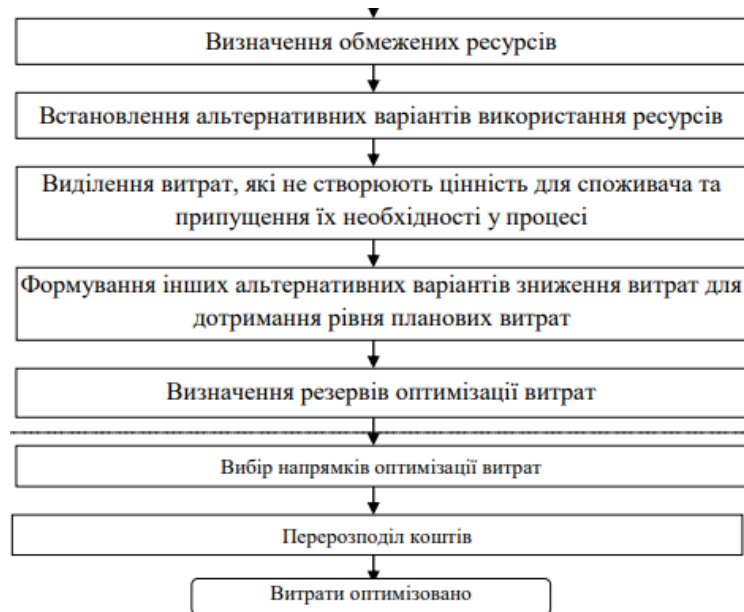 Визначення обмежених ресурсів
Встановлення альтернативних варіантів використання ресурсів
Виділення витрат, які не створюють цінність для споживача та
припущення їх необхідності у процесі
Формування інших альтернативних варіантів зниження витрат для
дотримання рівня планових витрат
Визначення резервів оптимізації витрат
Вибір напрямків оптимізації витрат
Перерозподіл коштів
Витрати оптимізовано